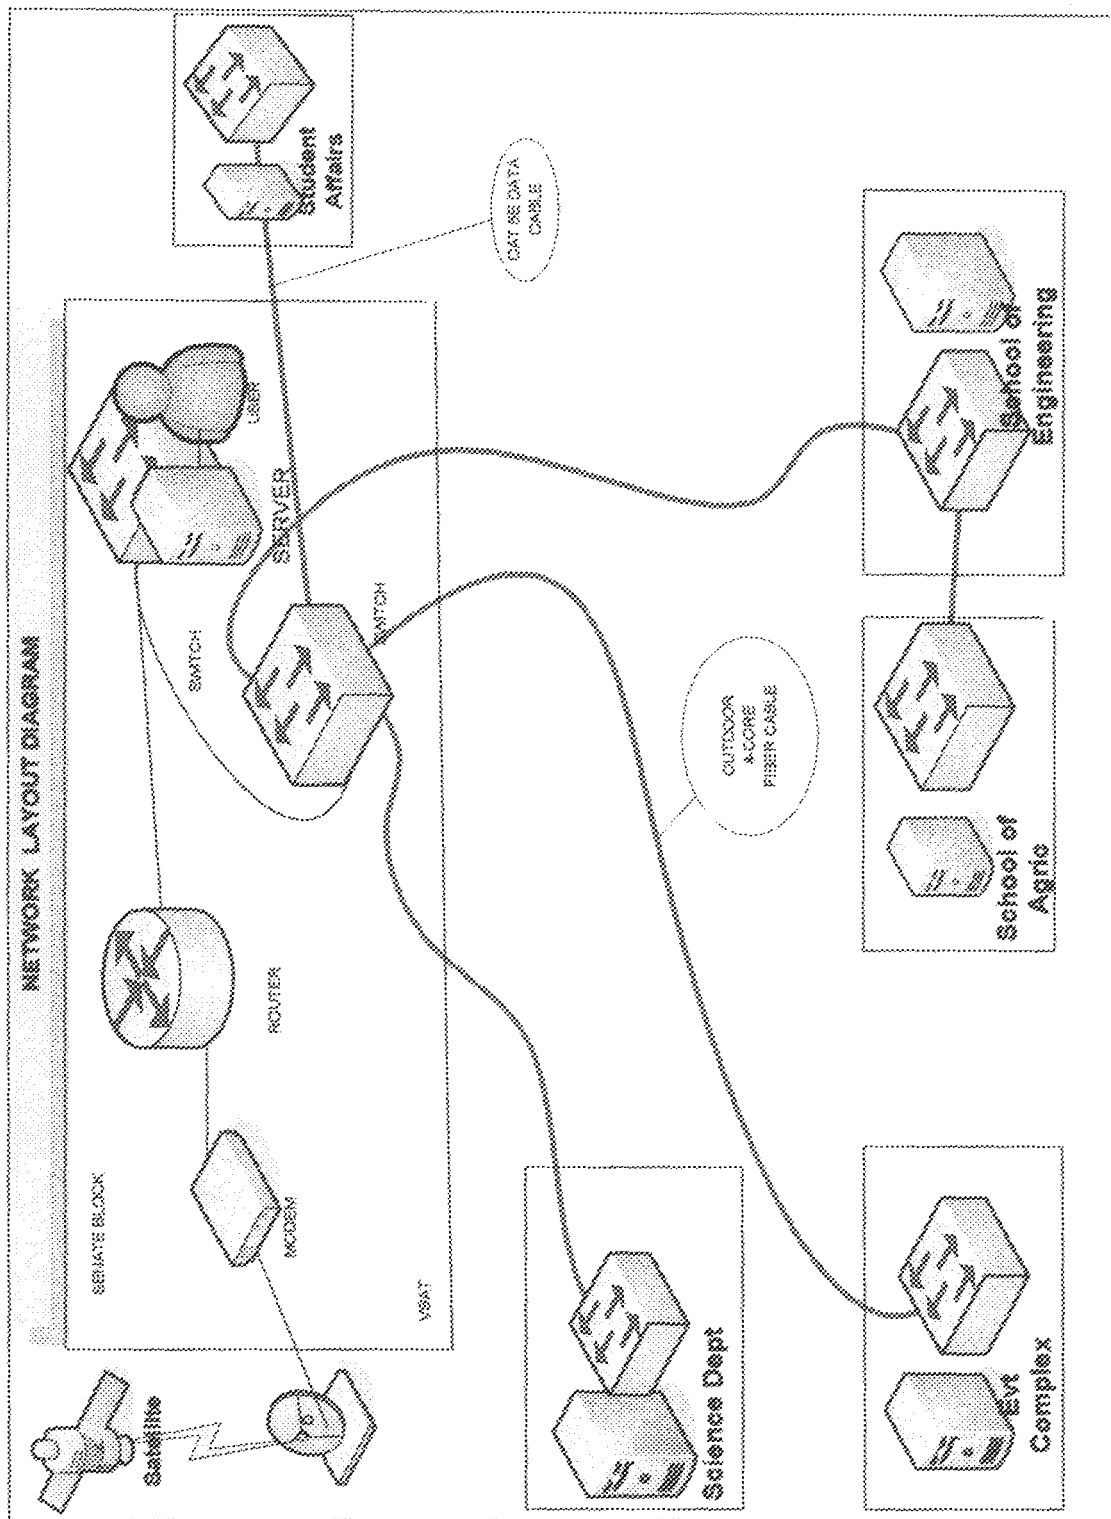 NETWORK LAYOUT DIAGRAM
Satellite
SENATE BLOCK
MODEM
ROUTER
SWITCH
SERVER
USER
SWITCH
VSAT
Student
Affairs
CAT 5E DATA
CABLE
OUTDOOR
4-CORE
FIBER CABLE
Science Dept
Evt
Complex
School of
Agric
School of
Engineering